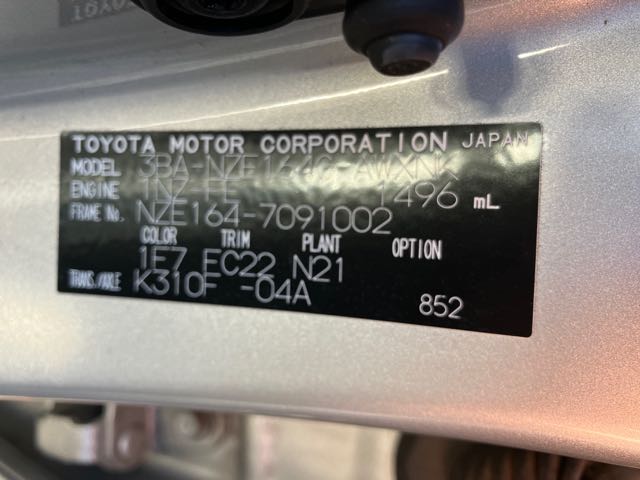 TOYOTA MOTOR CORPORATION JAPAN
MODEL 3BA-NZE164G-AWXNK
ENGINE 1NZ-FE 1496 mL
FRAME No. NZE164-7091002
COLOR TRIM PLANT OPTION
1F7 FC22 N21
TRANS./AXLE K310F -04A
852